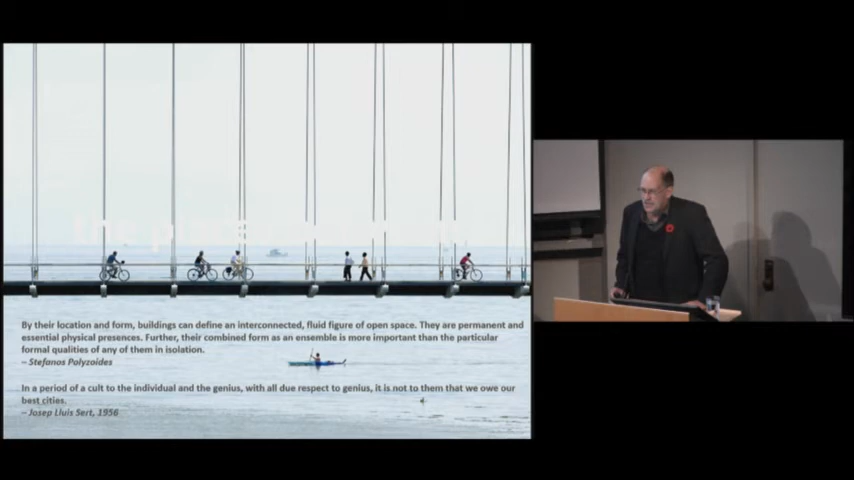 By their location and form, buildings can define an interconnected, fluid figure of open space. They are permanent and
essential physical presences. Further, their combined form as an ensemble is more important than the particular
formal qualities of any of them in isolation.
– Stefanos Polyzoides
In a period of a cult to the individual and the genius, with all due respect to genius, it is not to them that we owe our
best cities.
– Josep Lluis Sert, 1956